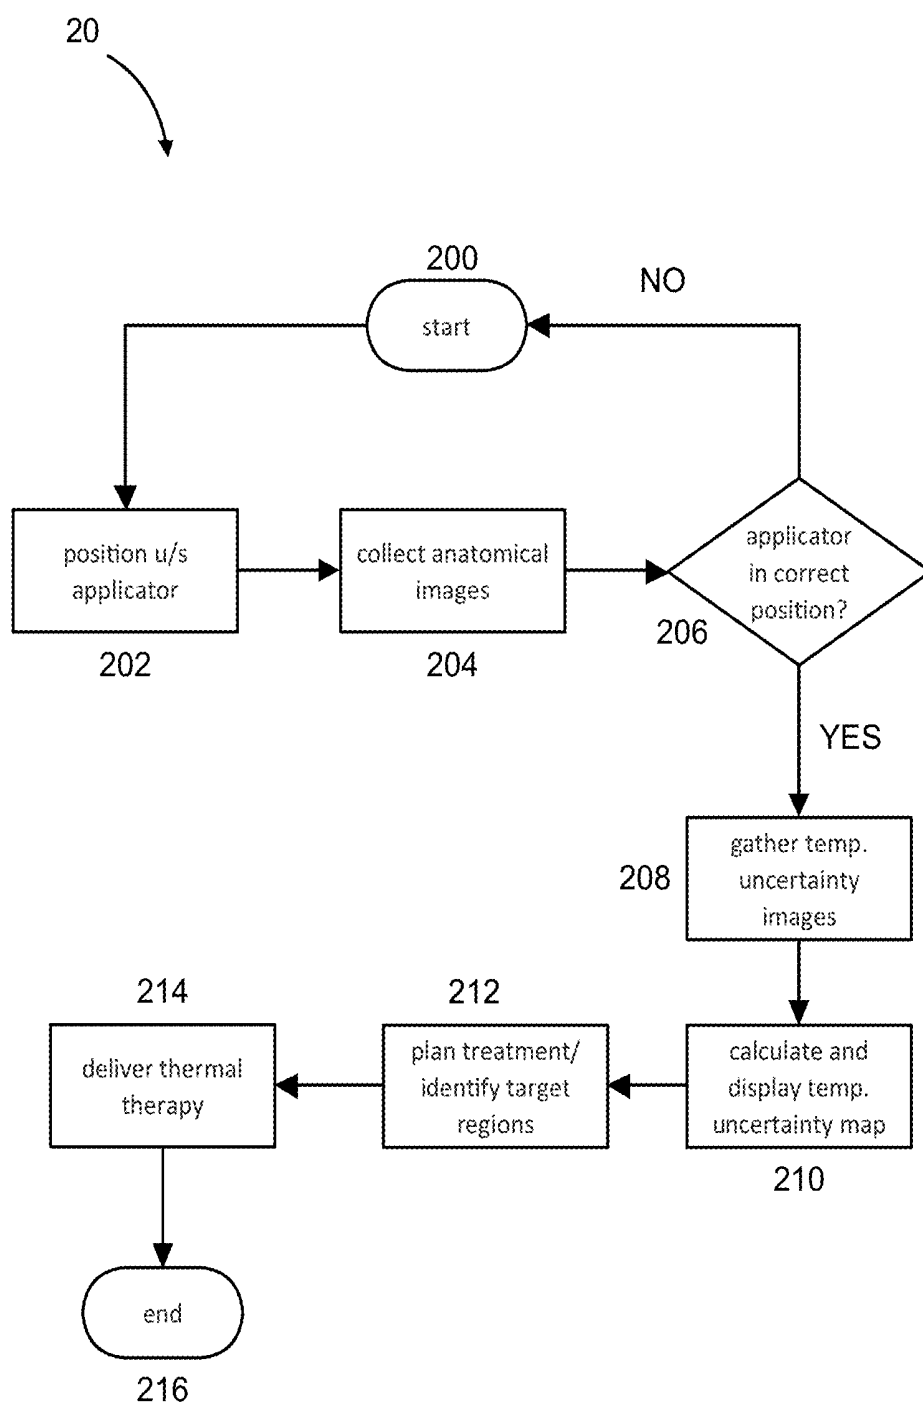 20
200
NO
start
position u/s
applicator
202
collect anatomical
images
204
applicator
in correct
position?
206
YES
gather temp.
uncertainty
images
208
calculate and
display temp.
uncertainty map
210
212
plan treatment/
identify target
regions
214
deliver thermal
therapy
end
216